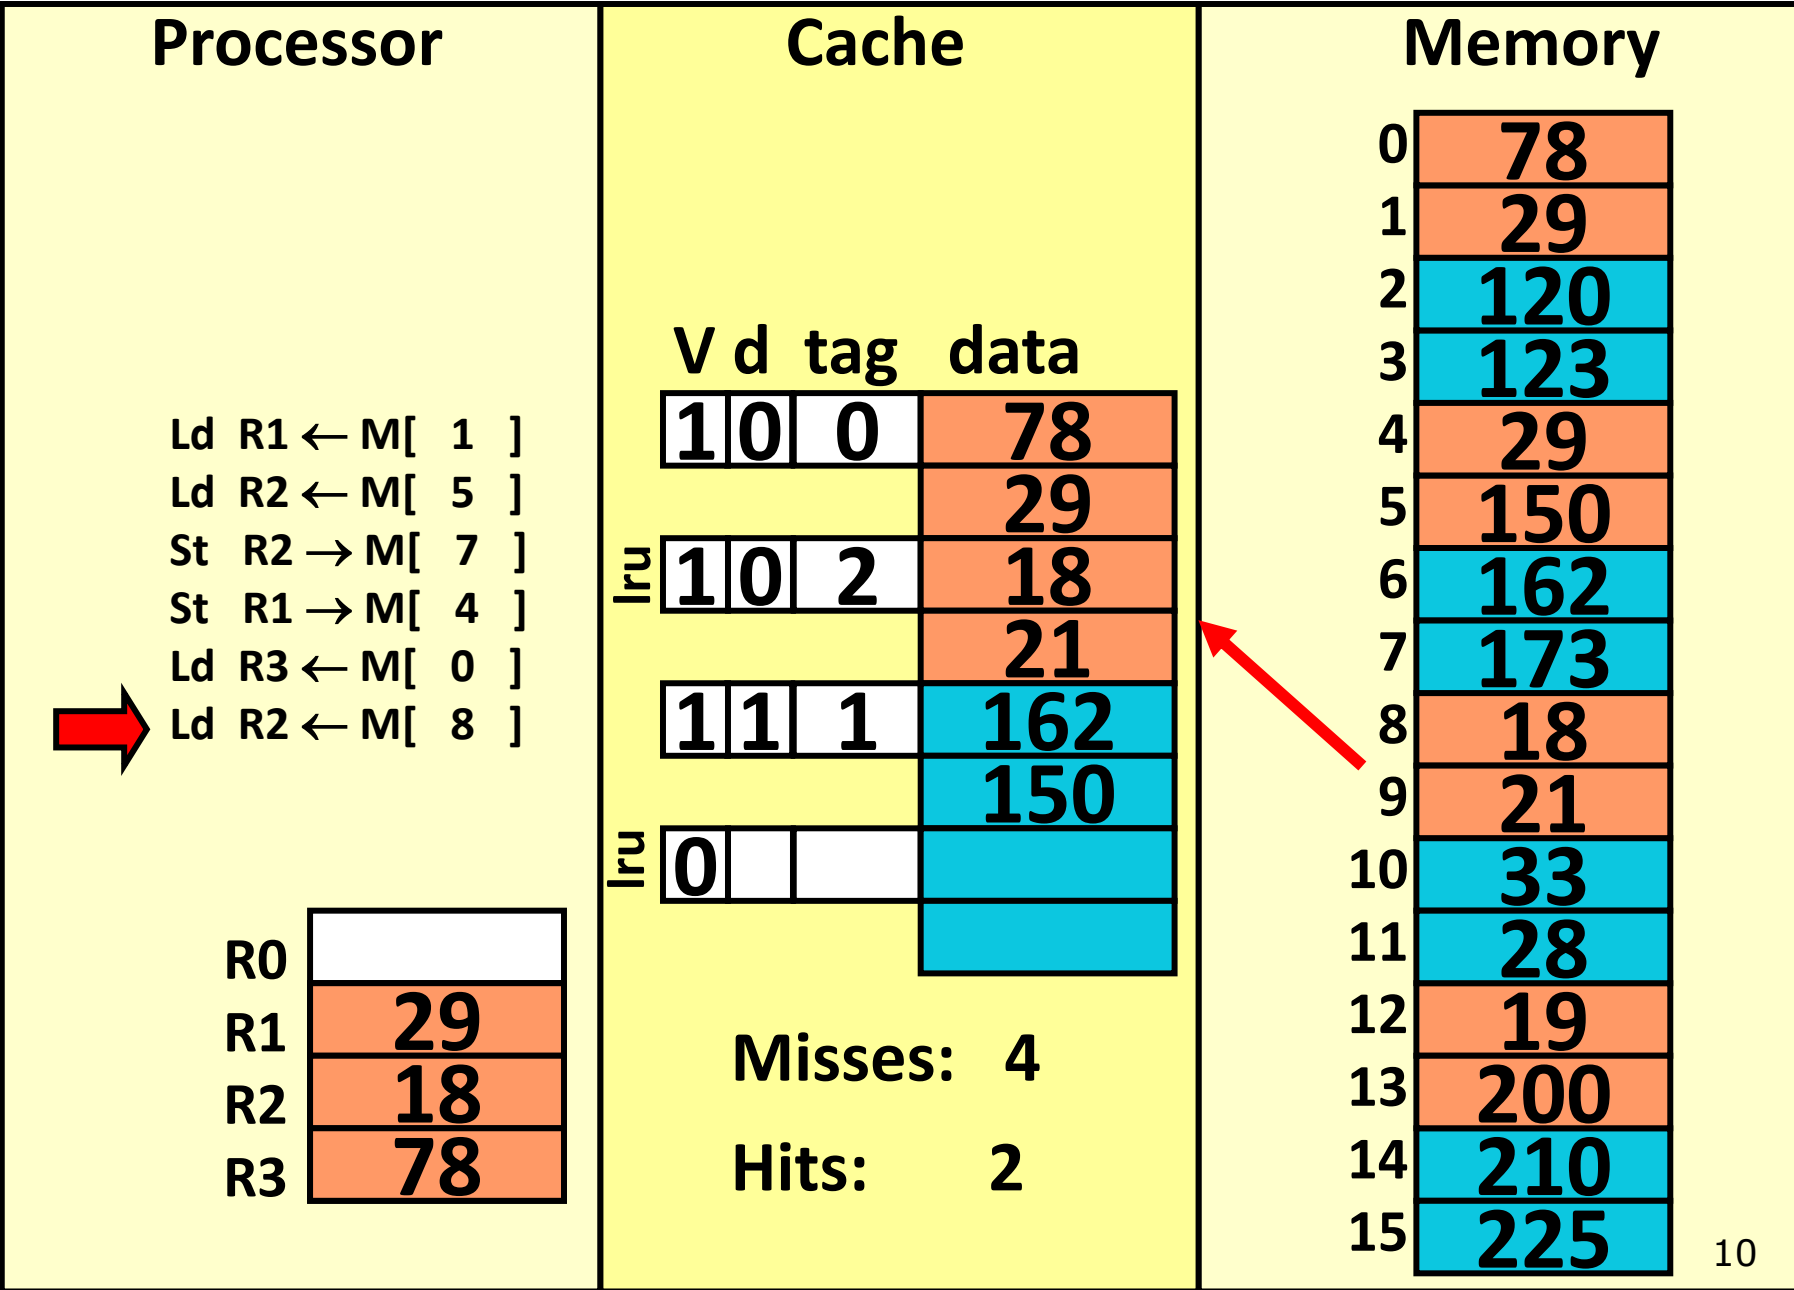 Processor
Ld R1 ← M[ 1 ]
Ld R2 ← M[ 5 ]
St R2 → M[ 7 ]
St R1 → M[ 4 ]
Ld R3 ← M[ 0 ]
Ld R2 ← M[ 8 ]
R0
R1 29
R2 18
R3 78
Cache
V d tag data
1 0 0 78
29
lru 1 0 2 18
21
1 1 1 162
150
lru 0
Misses: 4
Hits: 2
Memory
0 78
1 29
2 120
3 123
4 29
5 150
6 162
7 173
8 18
9 21
10 33
11 28
12 19
13 200
14 210
15 225
10